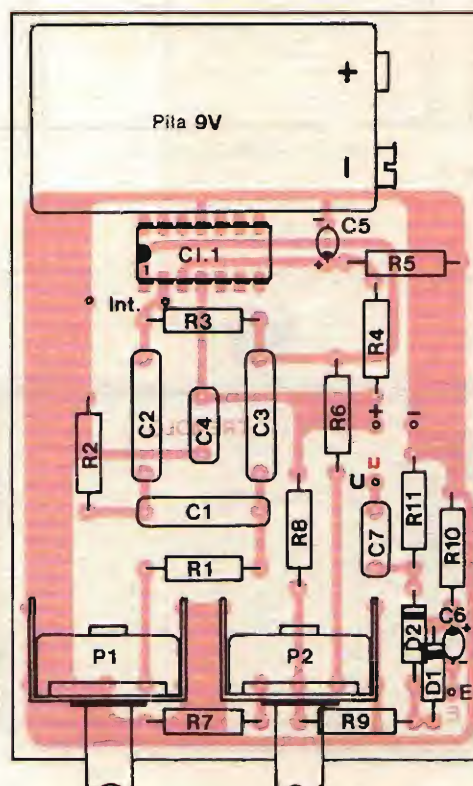 +
Pila 9V
−
C5
−
+
CI.1
1
R5
Int.
R3
R4
C2
C4
C3
R6
R2
+
−
C1
R8
C7
R11
R10
R1
C6
+
D2
D1
P1
P2
E
R7
R9